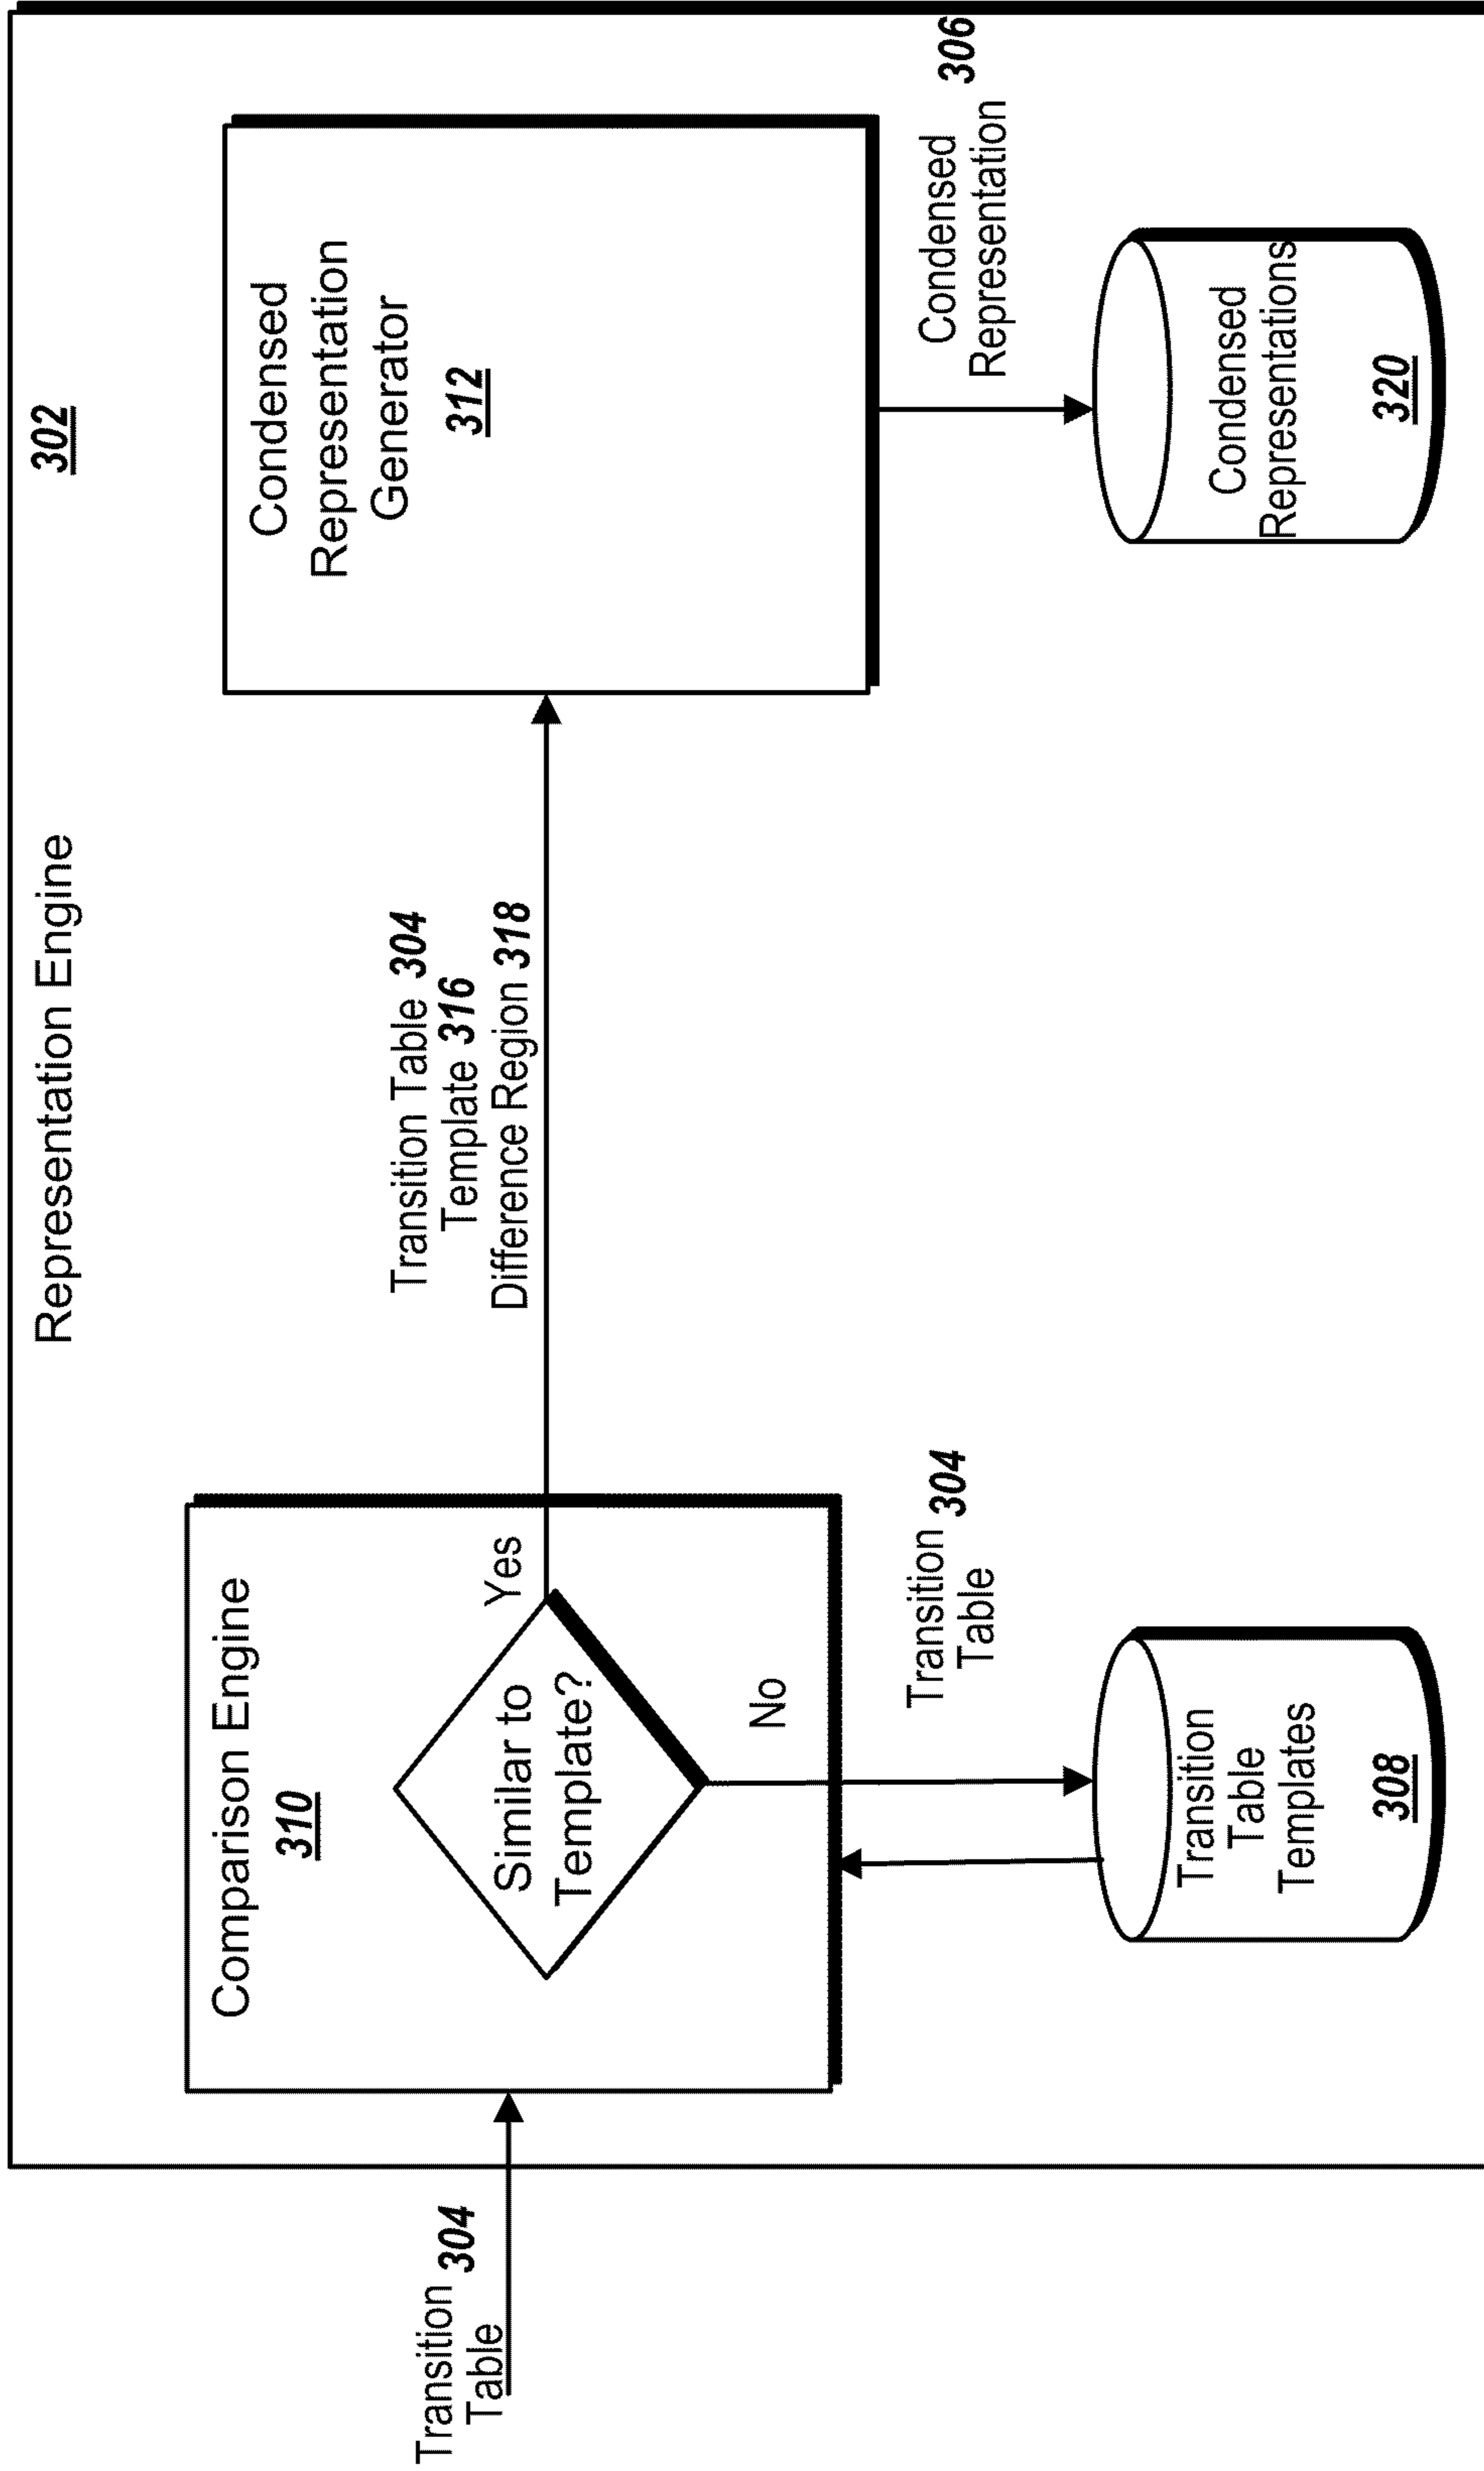 Representation Engine
302
Transition
Table
304
Comparison Engine
310
Similar to
Template?
Yes
No
Transition Table 304
Template 316
Difference Region 318
Condensed
Representation
Generator
312
Transition
Table
304
Condensed
Representation
306
Transition
Table
Templates
308
Condensed
Representations
320